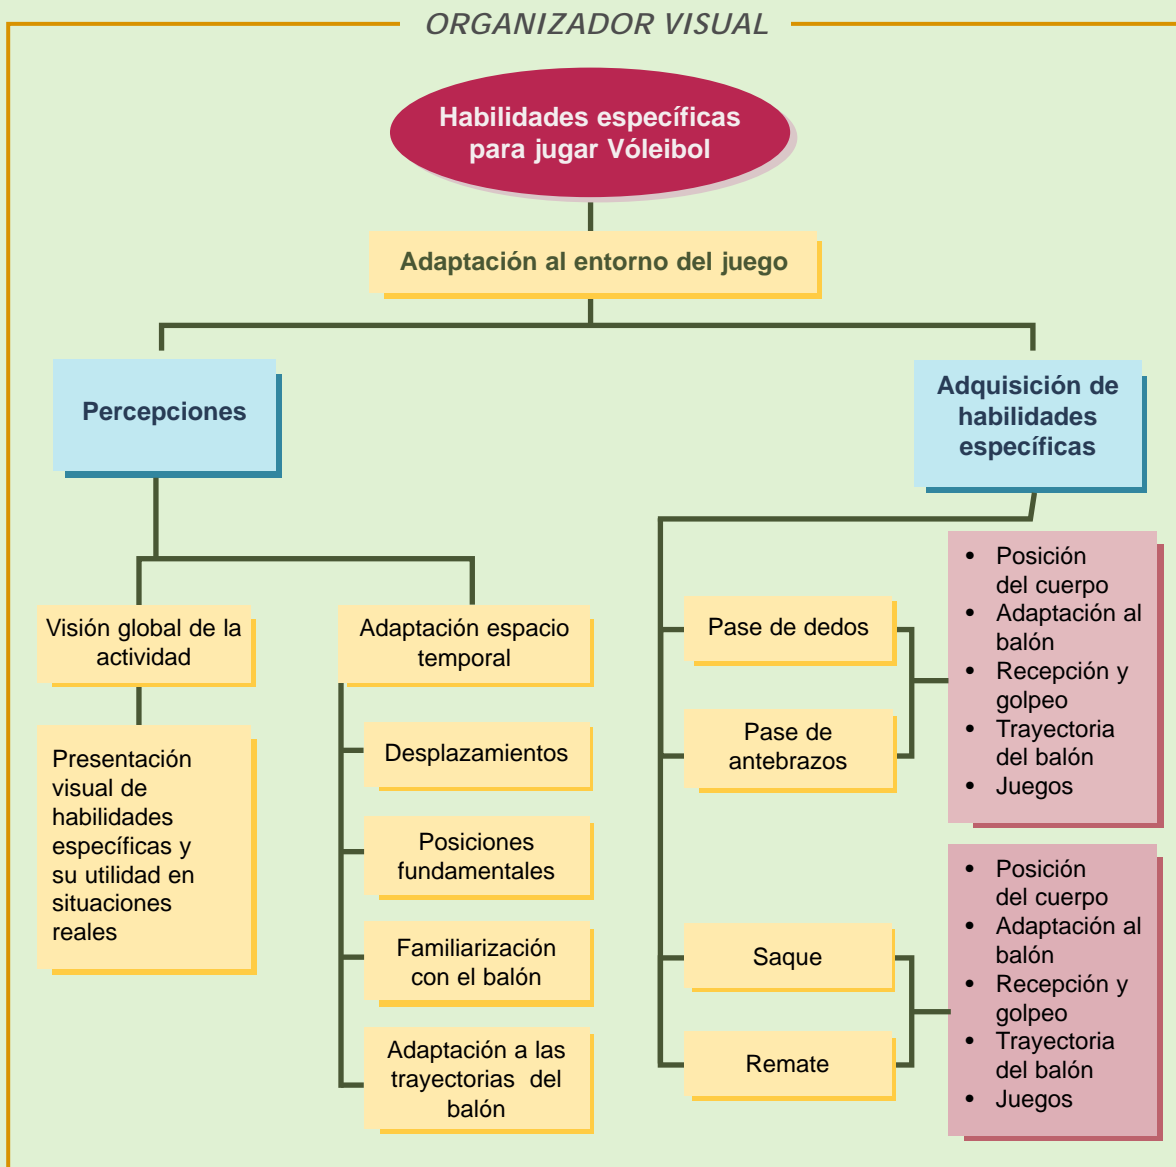 ORGANIZADOR VISUAL
Habilidades específicas
para jugar Vóleibol
Adaptación al entorno del juego
Percepciones
Adquisición de
habilidades
específicas
Visión global de la
actividad
Presentación
visual de
habilidades
específicas y
su utilidad en
situaciones
reales
Adaptación espacio
temporal
Desplazamientos
Posiciones
fundamentales
Familiarización
con el balón
Adaptación a las
trayectorias del
balón
Pase de dedos
Pase de
antebrazos
• Posición
del cuerpo
• Adaptación al
balón
• Recepción y
golpeo
• Trayectoria
del balón
• Juegos
Saque
Remate
• Posición
del cuerpo
• Adaptación al
balón
• Recepción y
golpeo
• Trayectoria
del balón
• Juegos